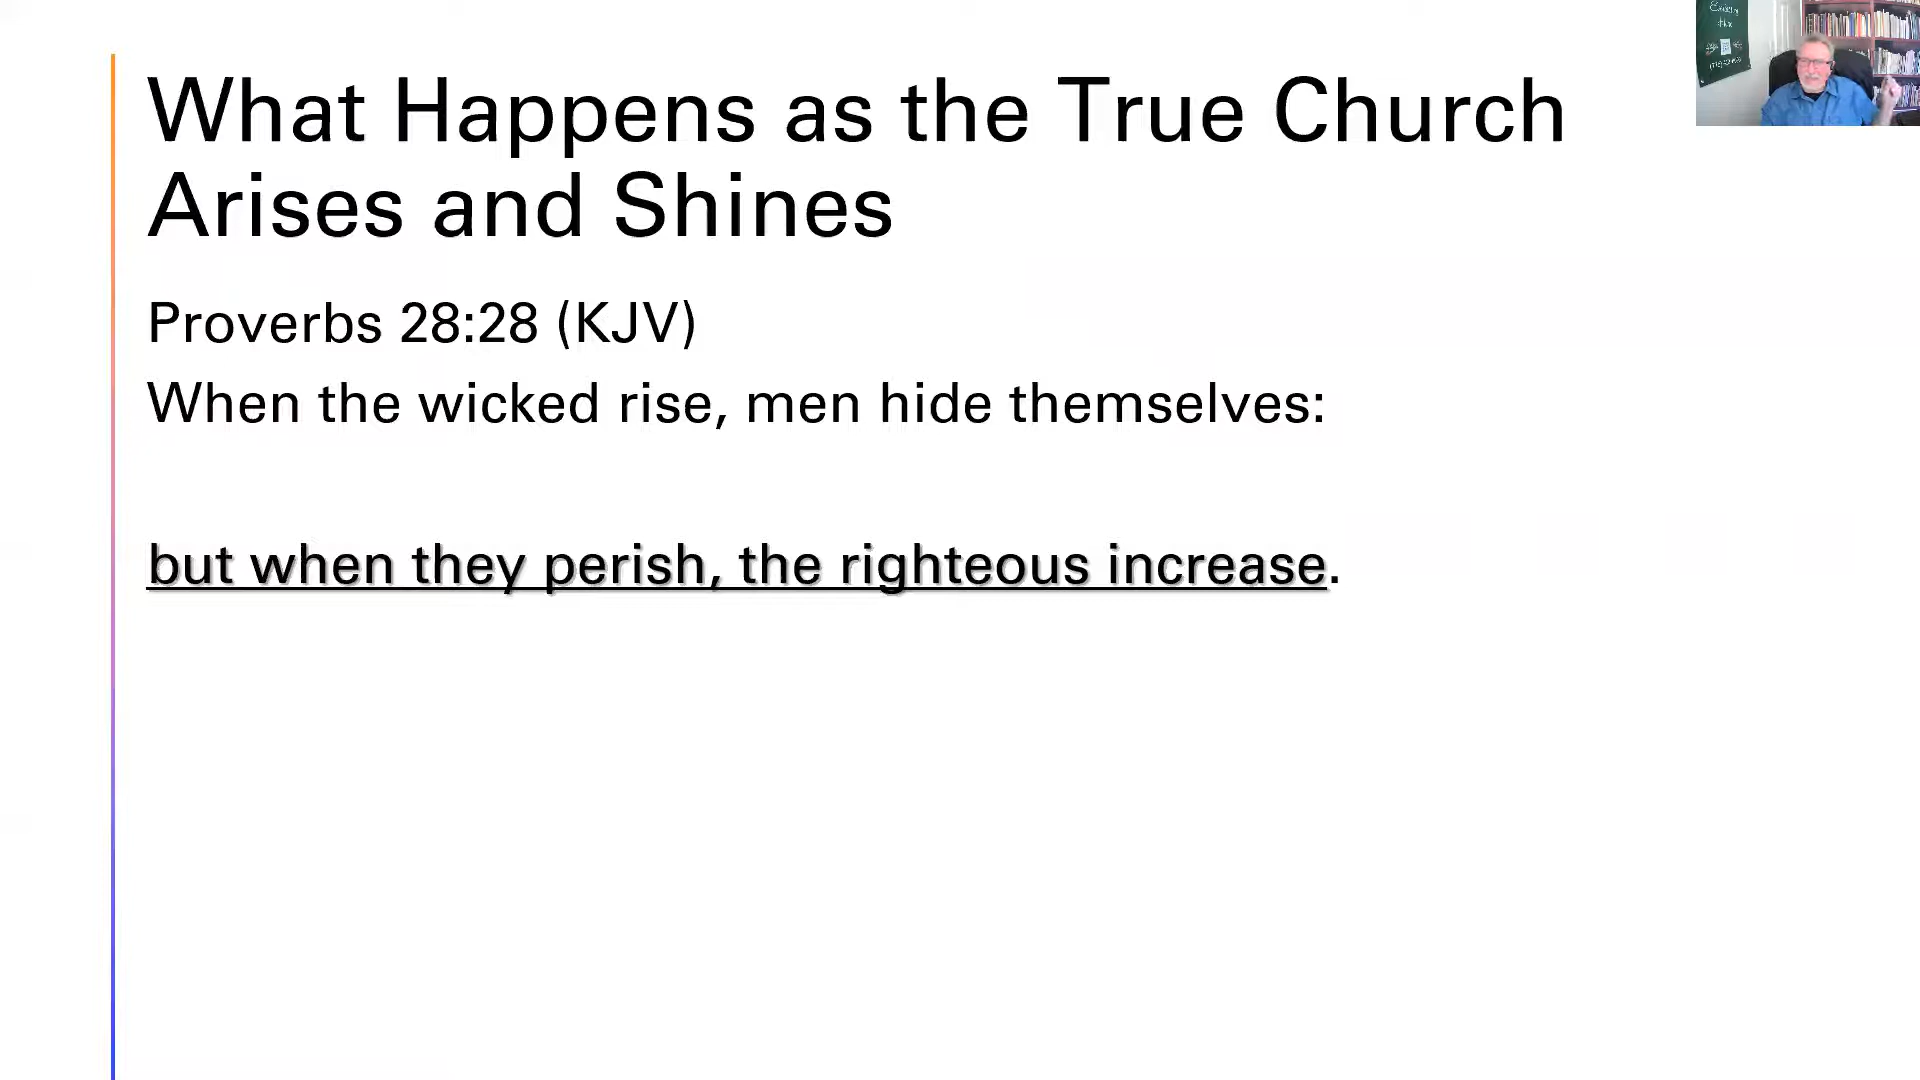 What Happens as the True Church
Arises and Shines
Proverbs 28:28 (KJV)
When the wicked rise, men hide themselves:
but when they perish, the righteous increase.